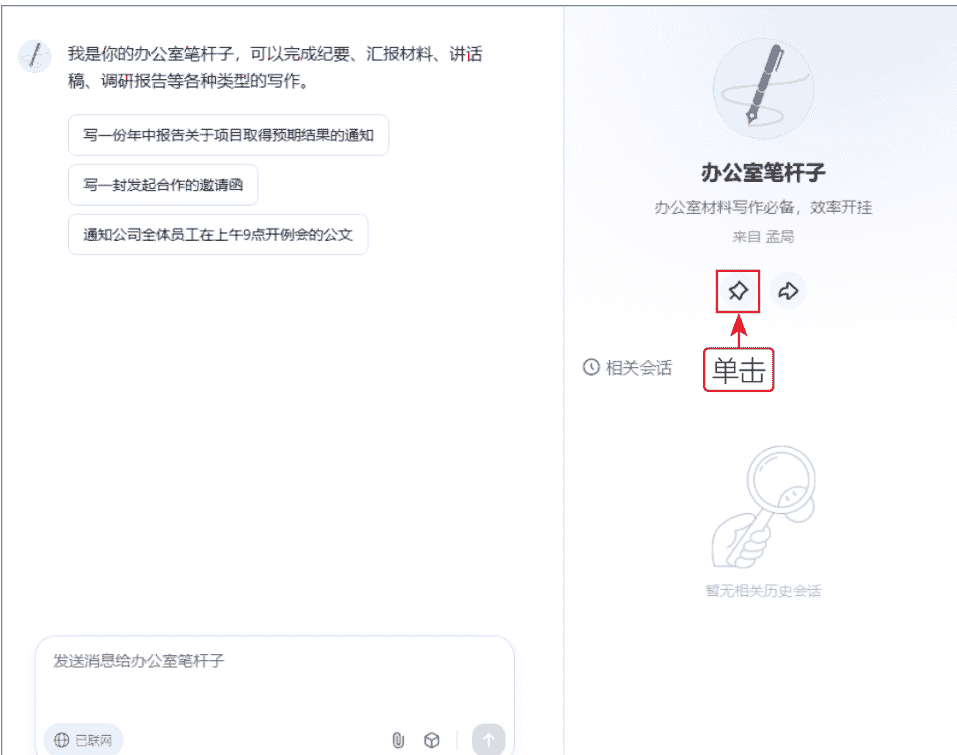 我是你的办公室笔杆子，可以完成纪要、汇报材料、讲话
稿、调研报告等各种类型的写作。
写一份年中报告关于项目取得预期结果的通知
写一封发起合作的邀请函
通知公司全体员工在上午9点开例会的公文
发送消息给办公室笔杆子
已联网
办公室笔杆子
办公室材料写作必备，效率开挂
来自 孟局
相关会话
单击
暂无相关历史会话